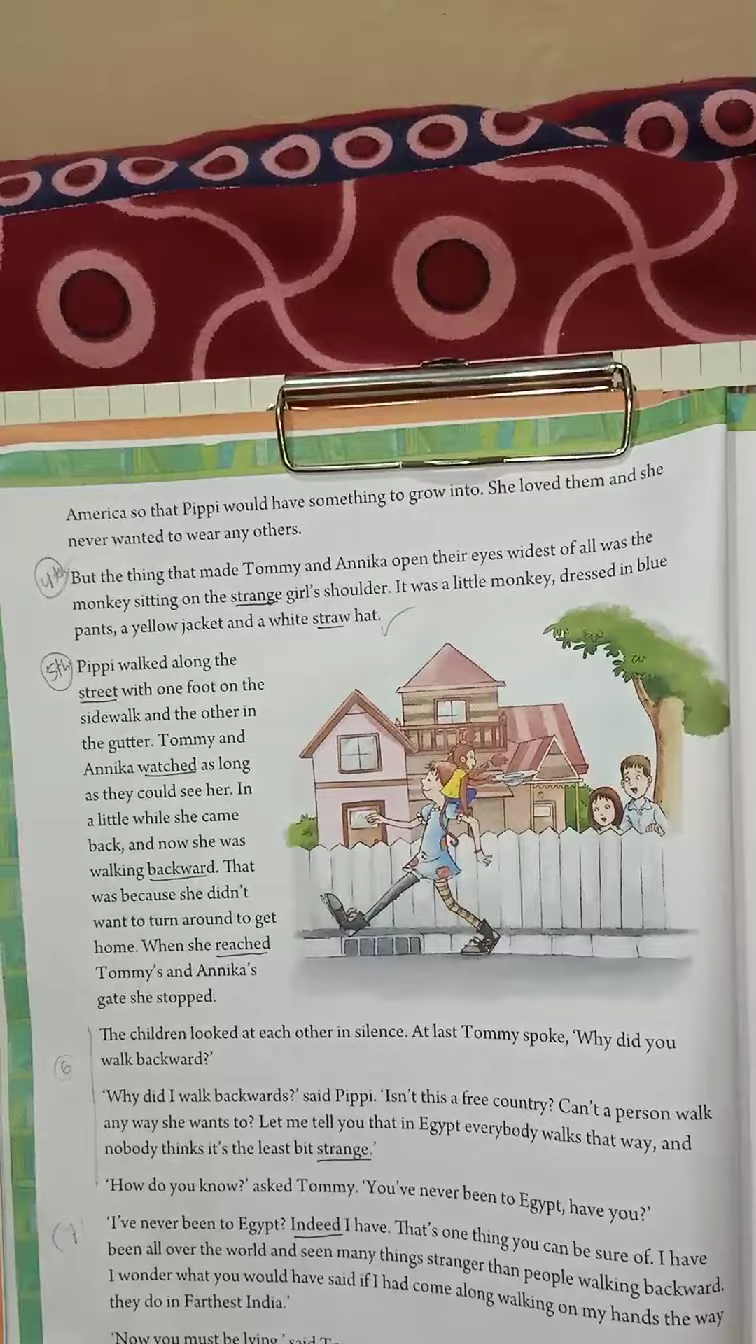 America so that Pippi would have something to grow into. She loved them and she
never wanted to wear any others.
4th
But the thing that made Tommy and Annika open their eyes widest of all was the
monkey sitting on the strange girl's shoulder. It was a little monkey, dressed in blue
pants, a yellow jacket and a white straw hat.
5th
Pippi walked along the
street with one foot on the
sidewalk and the other in
the gutter. Tommy and
Annika watched as long
as they could see her. In
a little while she came
back, and now she was
walking backward. That
was because she didn't
want to turn around to get
home. When she reached
Tommy's and Annika's
gate she stopped.
The children looked at each other in silence. At last Tommy spoke, 'Why did you
walk backward?'
6
'Why did I walk backwards?' said Pippi. 'Isn't this a free country? Can't a person walk
any way she wants to? Let me tell you that in Egypt everybody walks that way, and
nobody thinks it's the least bit strange.'
'How do you know?' asked Tommy. 'You've never been to Egypt, have you?'
'I've never been to Egypt? Indeed I have. That's one thing you can be sure of. I have
been all over the world and seen many things stranger than people walking backward.
I wonder what you would have said if I had come along walking on my hands the way
they do in Farthest India.'
'Now you must be lying,' said